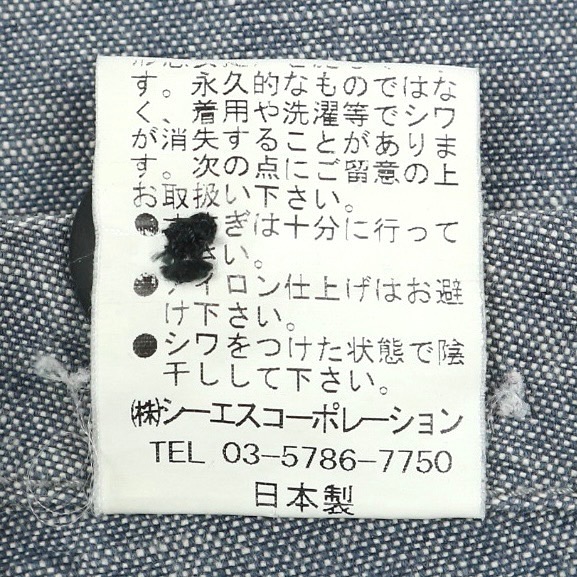 す。永久的なものではな
く、着用や洗濯等でシワ
が消失することがありま
す。次の点にご留意の上
お取扱い下さい。
●ぎは十分に行って
い。
●イロン仕上げはお避
け下さい。
●シワをつけた状態で陰
干しして下さい。
㈱シーエスコーポレーション
TEL 03-5786-7750
日本製